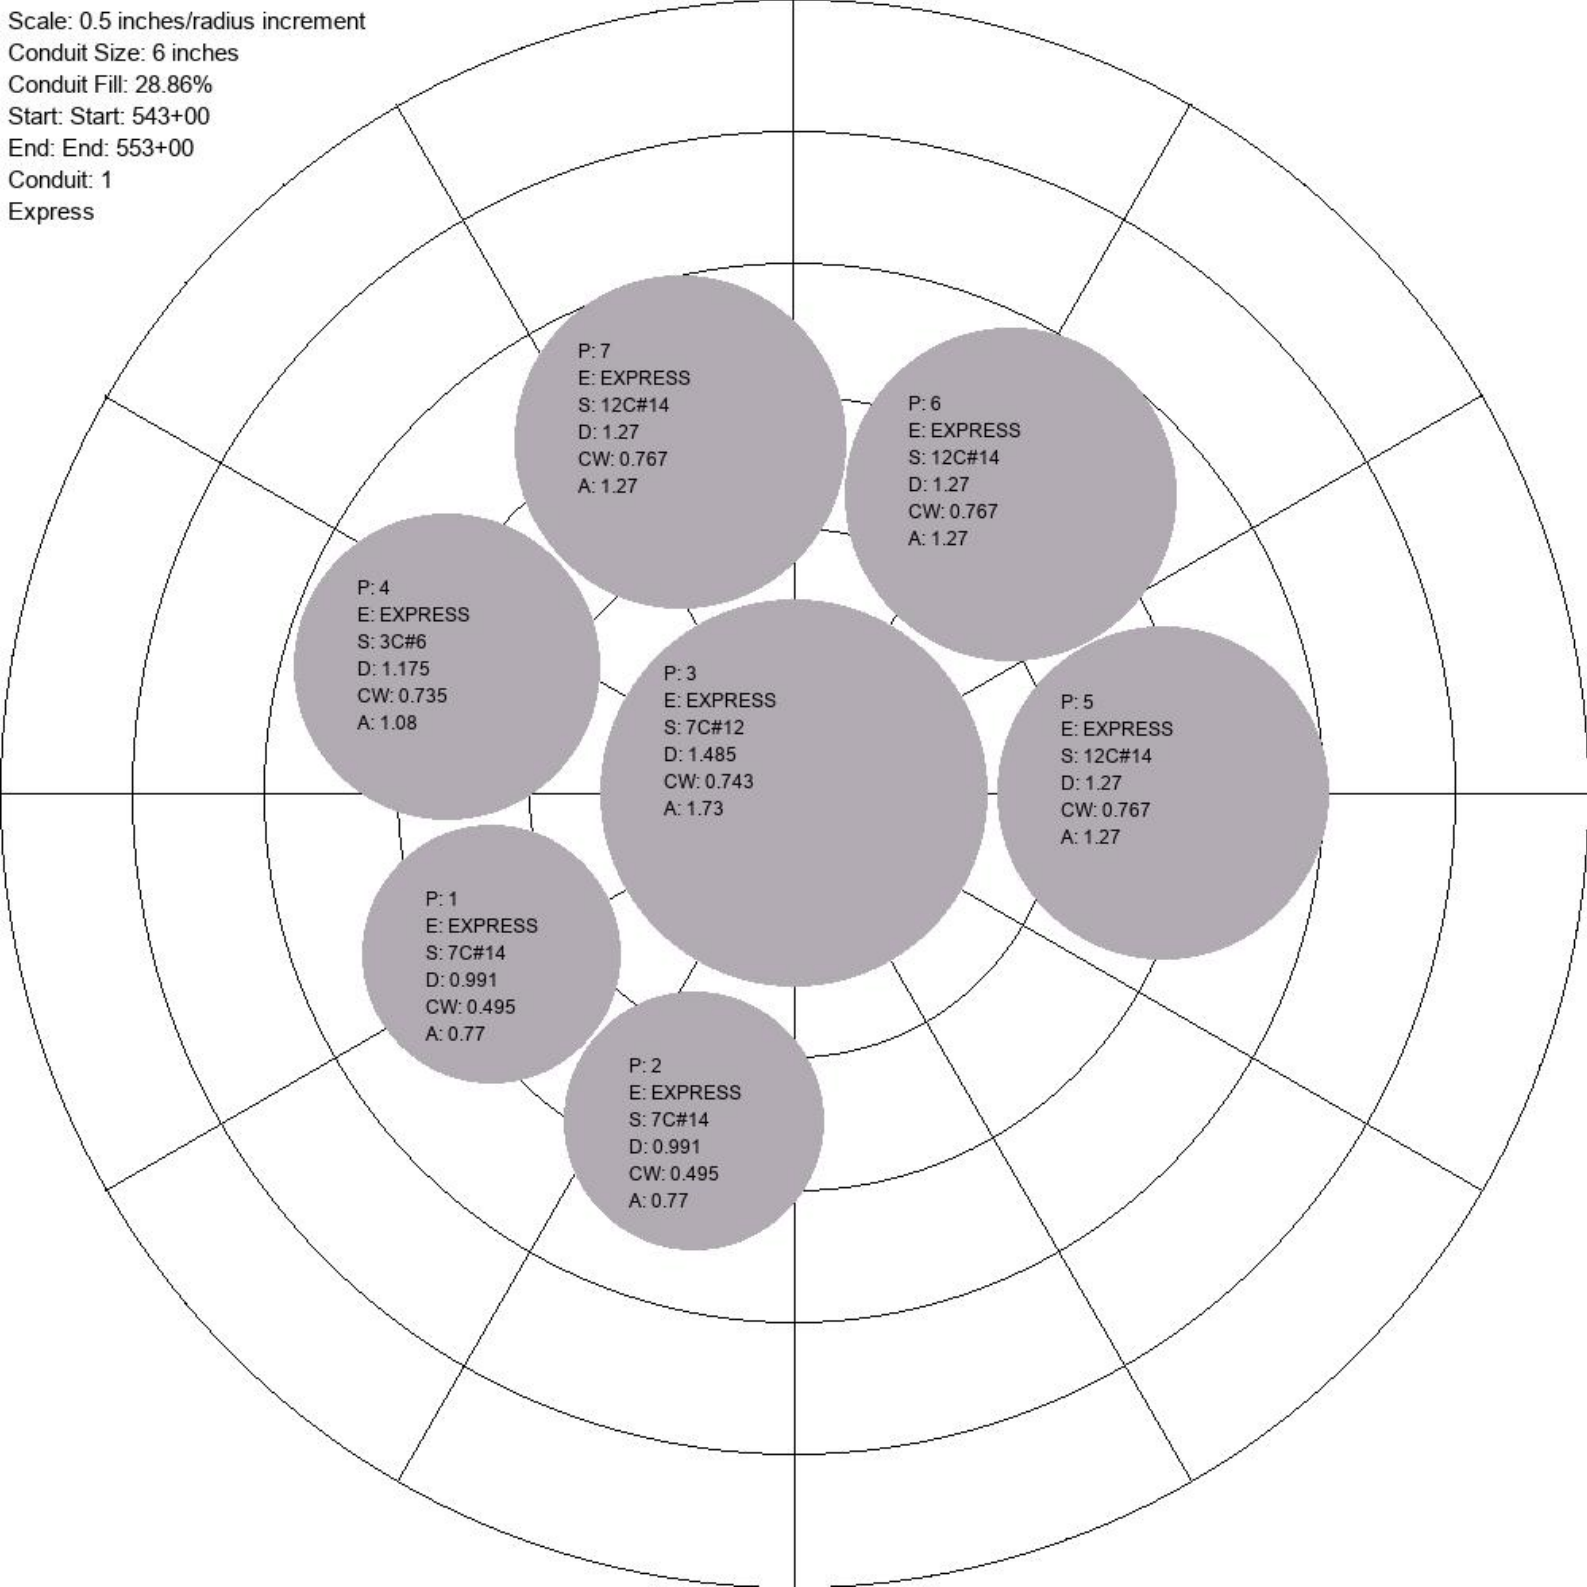 Scale: 0.5 inches/radius increment
Conduit Size: 6 inches
Conduit Fill: 28.86%
Start: Start: 543+00
End: End: 553+00
Conduit: 1
Express
P: 7
E: EXPRESS
S: 12C#14
D: 1.27
CW: 0.767
A: 1.27
P: 6
E: EXPRESS
S: 12C#14
D: 1.27
CW: 0.767
A: 1.27
P: 4
E: EXPRESS
S: 3C#6
D: 1.175
CW: 0.735
A: 1.08
P: 3
E: EXPRESS
S: 7C#12
D: 1.485
CW: 0.743
A: 1.73
P: 5
E: EXPRESS
S: 12C#14
D: 1.27
CW: 0.767
A: 1.27
P: 1
E: EXPRESS
S: 7C#14
D: 0.991
CW: 0.495
A: 0.77
P: 2
E: EXPRESS
S: 7C#14
D: 0.991
CW: 0.495
A: 0.77